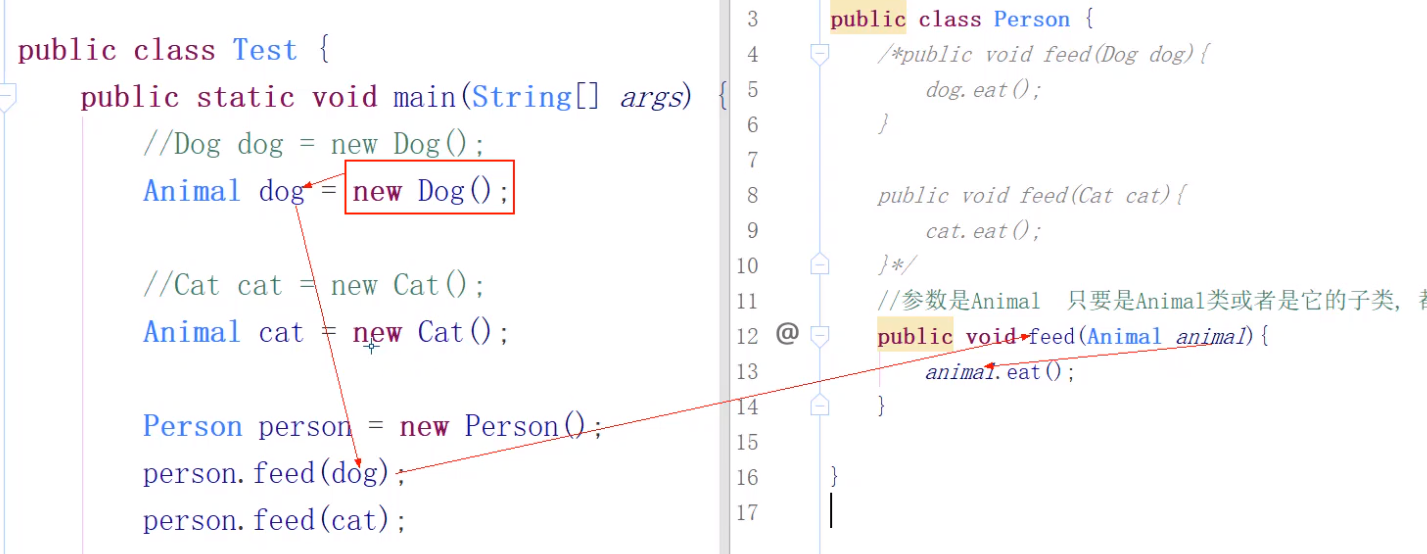 public class Test {
public static void main(String[] args) {
//Dog dog = new Dog();
Animal dog = new Dog();
//Cat cat = new Cat();
Animal cat = new Cat();
Person person = new Person();
person.feed(dog);
person.feed(cat);
3 public class Person {
4 /*public void feed(Dog dog){
5 dog.eat();
6 }
7
8 public void feed(Cat cat){
9 cat.eat();
10 }*/
11 //参数是Animal 只要是Animal类或者是它的子类, 都
12 @ public void feed(Animal animal){
13 animal.eat();
14 }
15
16 }
17